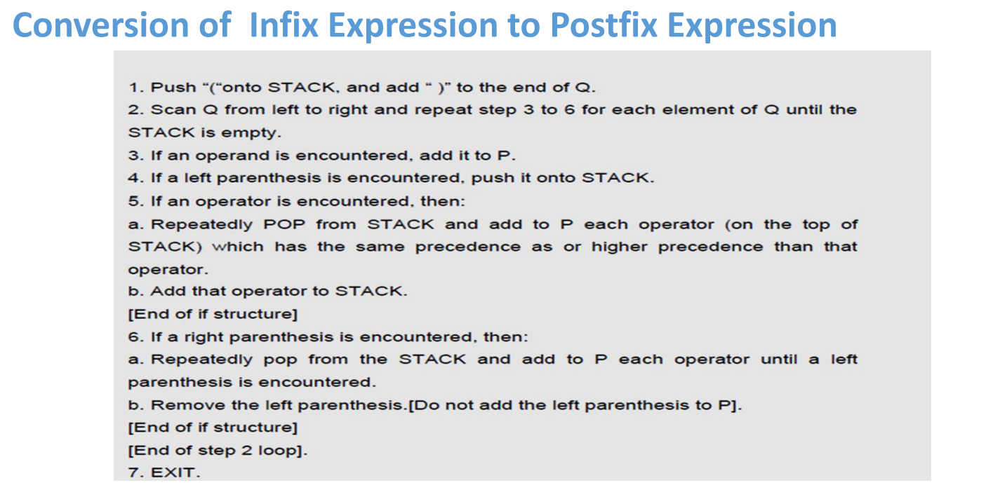 Conversion of Infix Expression to Postfix Expression
1. Push “(“onto STACK, and add “ )” to the end of Q.
2. Scan Q from left to right and repeat step 3 to 6 for each element of Q until the
STACK is empty.
3. If an operand is encountered, add it to P.
4. If a left parenthesis is encountered, push it onto STACK.
5. If an operator is encountered, then:
a. Repeatedly POP from STACK and add to P each operator (on the top of
STACK) which has the same precedence as or higher precedence than that
operator.
b. Add that operator to STACK.
[End of if structure]
6. If a right parenthesis is encountered, then:
a. Repeatedly pop from the STACK and add to P each operator until a left
parenthesis is encountered.
b. Remove the left parenthesis.[Do not add the left parenthesis to P].
[End of if structure]
[End of step 2 loop].
7. EXIT.